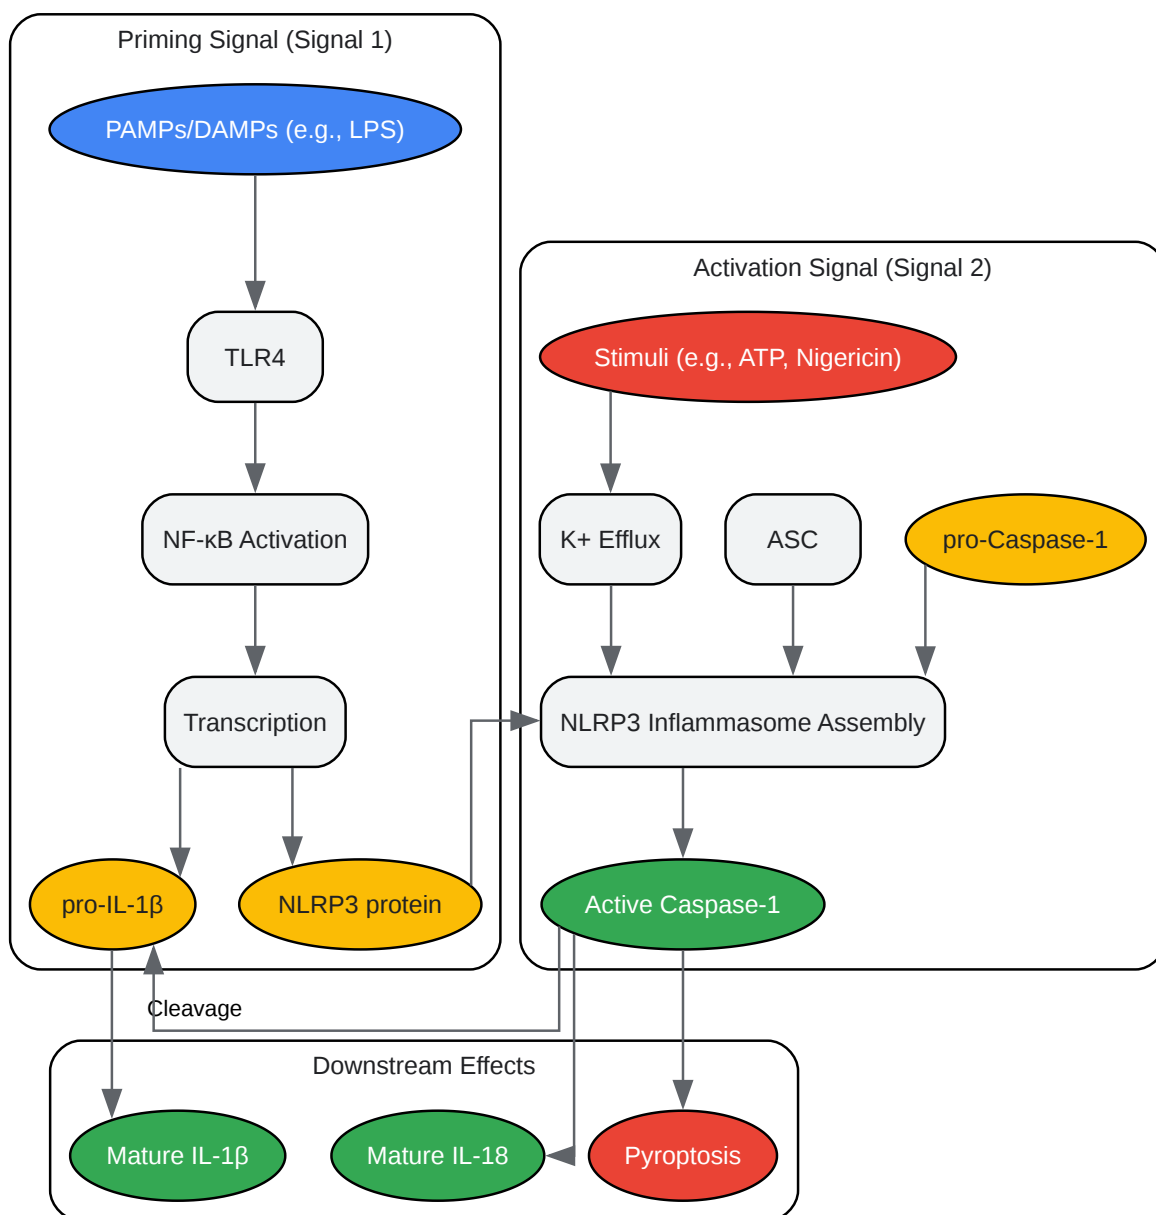 Priming Signal (Signal 1)
PAMPs/DAMPs (e.g., LPS)
TLR4
NF-κB Activation
Transcription
pro-IL-1β
NLRP3 protein
Activation Signal (Signal 2)
Stimuli (e.g., ATP, Nigericin)
K+ Efflux
ASC
pro-Caspase-1
NLRP3 Inflammasome Assembly
Active Caspase-1
Cleavage
Downstream Effects
Mature IL-1β
Mature IL-18
Pyroptosis